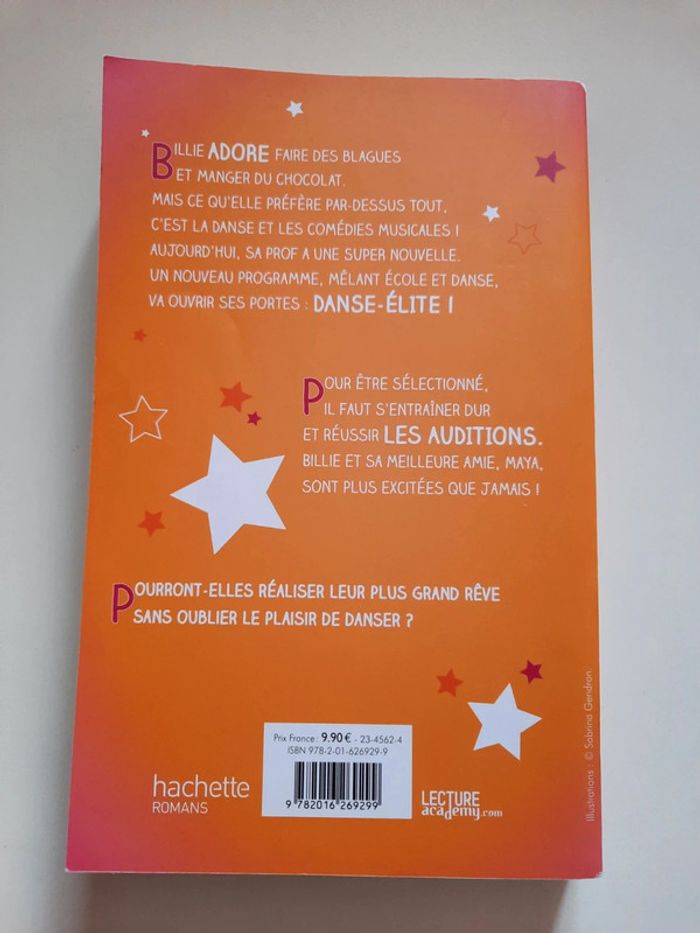 BILLIE ADORE FAIRE DES BLAGUES
ET MANGER DU CHOCOLAT.
MAIS CE QU'ELLE PRÉFÈRE PAR-DESSUS TOUT,
C'EST LA DANSE ET LES COMÉDIES MUSICALES !
AUJOURD'HUI, SA PROF A UNE SUPER NOUVELLE.
UN NOUVEAU PROGRAMME, MÊLANT ÉCOLE ET DANSE,
VA OUVRIR SES PORTES : DANSE-ÉLITE !
POUR ÊTRE SÉLECTIONNÉ,
IL FAUT S'ENTRAÎNER DUR
ET RÉUSSIR LES AUDITIONS.
BILLIE ET SA MEILLEURE AMIE, MAYA,
SONT PLUS EXCITÉES QUE JAMAIS !
POURRONT-ELLES RÉALISER LEUR PLUS GRAND RÊVE
SANS OUBLIER LE PLAISIR DE DANSER ?
Prix France : 9.90 € - 23-4562-4
ISBN 978-2-01-626929-9
9 782016 269299
hachette
ROMANS
LECTURE
academy.com
Illustrations : © Sabrina Gendron.